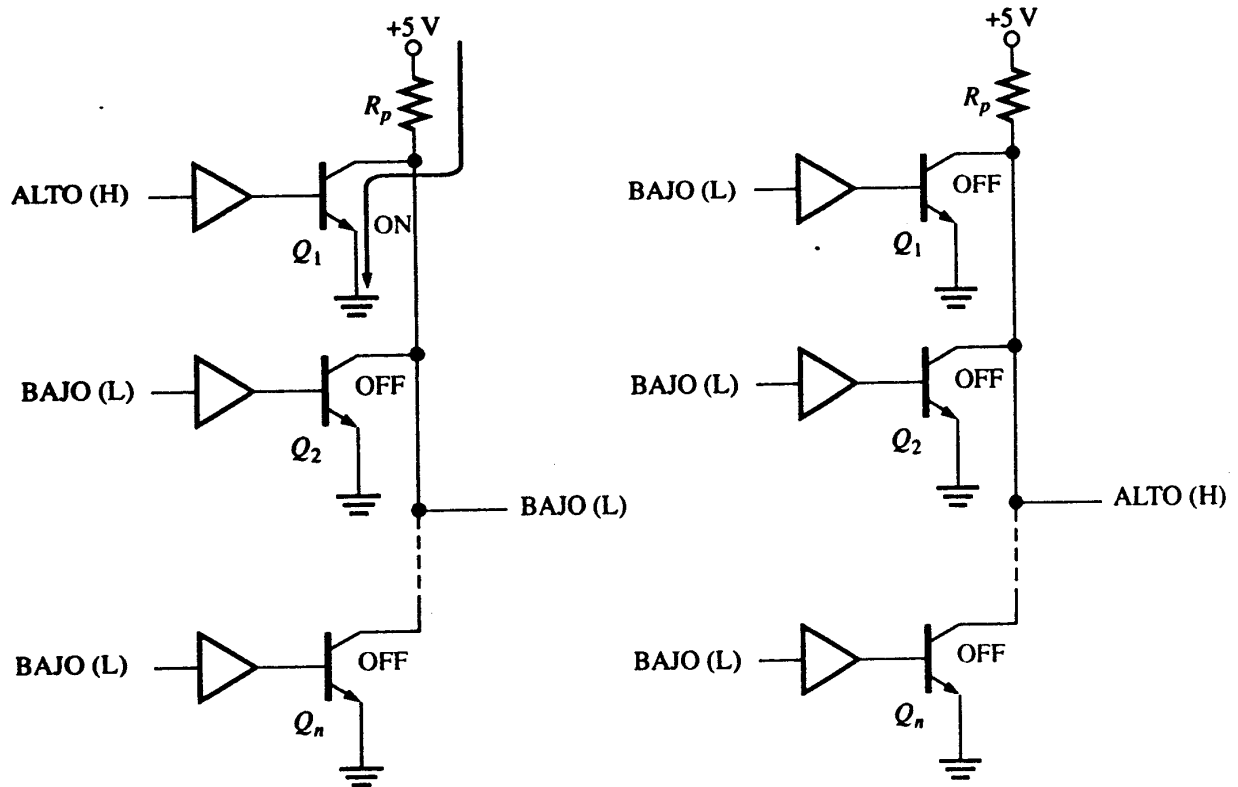 +5 V
R_p
ALTO (H)
ON
Q_1
BAJO (L)
OFF
Q_2
BAJO (L)
BAJO (L)
OFF
Q_n
+5 V
R_p
BAJO (L)
OFF
Q_1
BAJO (L)
OFF
Q_2
ALTO (H)
BAJO (L)
OFF
Q_n